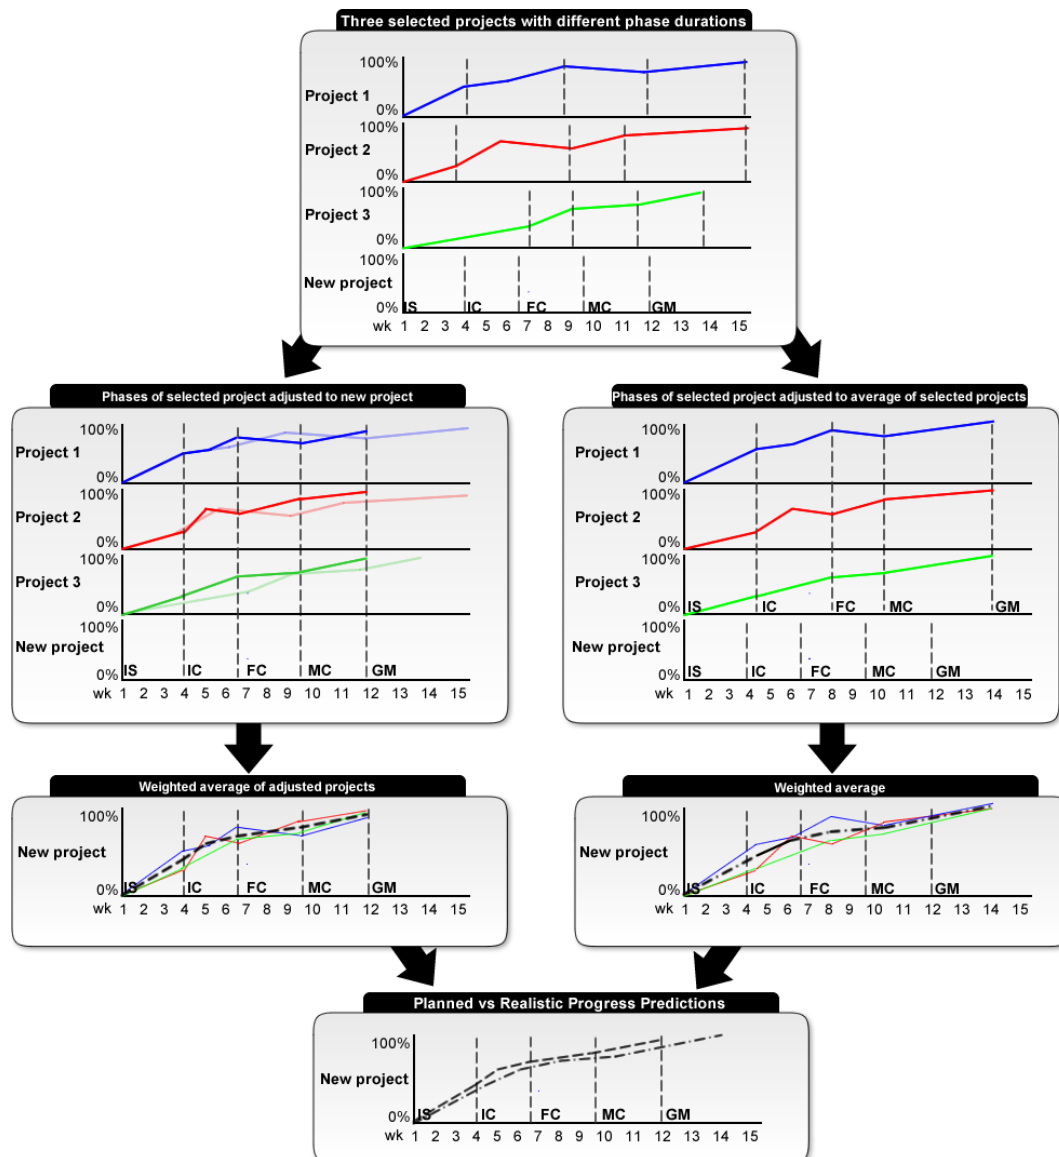 Three selected projects with different phase durations
100%
Project 1
0%
100%
Project 2
0%
100%
Project 3
0%
100%
New project
0% IS IC FC MC GM
wk 1 2 3 4 5 6 7 8 9 10 11 12 13 14 15
Phases of selected project adjusted to new project
100%
Project 1
0%
100%
Project 2
0%
100%
Project 3
0%
100%
New project
0% IS IC FC MC GM
wk 1 2 3 4 5 6 7 8 9 10 11 12 13 14 15
Phases of selected project adjusted to average of selected projects
100%
Project 1
0%
100%
Project 2
0%
100%
Project 3
0% IS IC FC MC GM
100%
New project
0% IS IC FC MC GM
wk 1 2 3 4 5 6 7 8 9 10 11 12 13 14 15
Weighted average of adjusted projects
100%
New project
0% IS IC FC MC GM
wk 1 2 3 4 5 6 7 8 9 10 11 12 13 14 15
Weighted average
100%
New project
0% IS IC FC MC GM
wk 1 2 3 4 5 6 7 8 9 10 11 12 13 14 15
Planned vs Realistic Progress Predictions
100%
New project
0% IS IC FC MC GM
wk 1 2 3 4 5 6 7 8 9 10 11 12 13 14 15